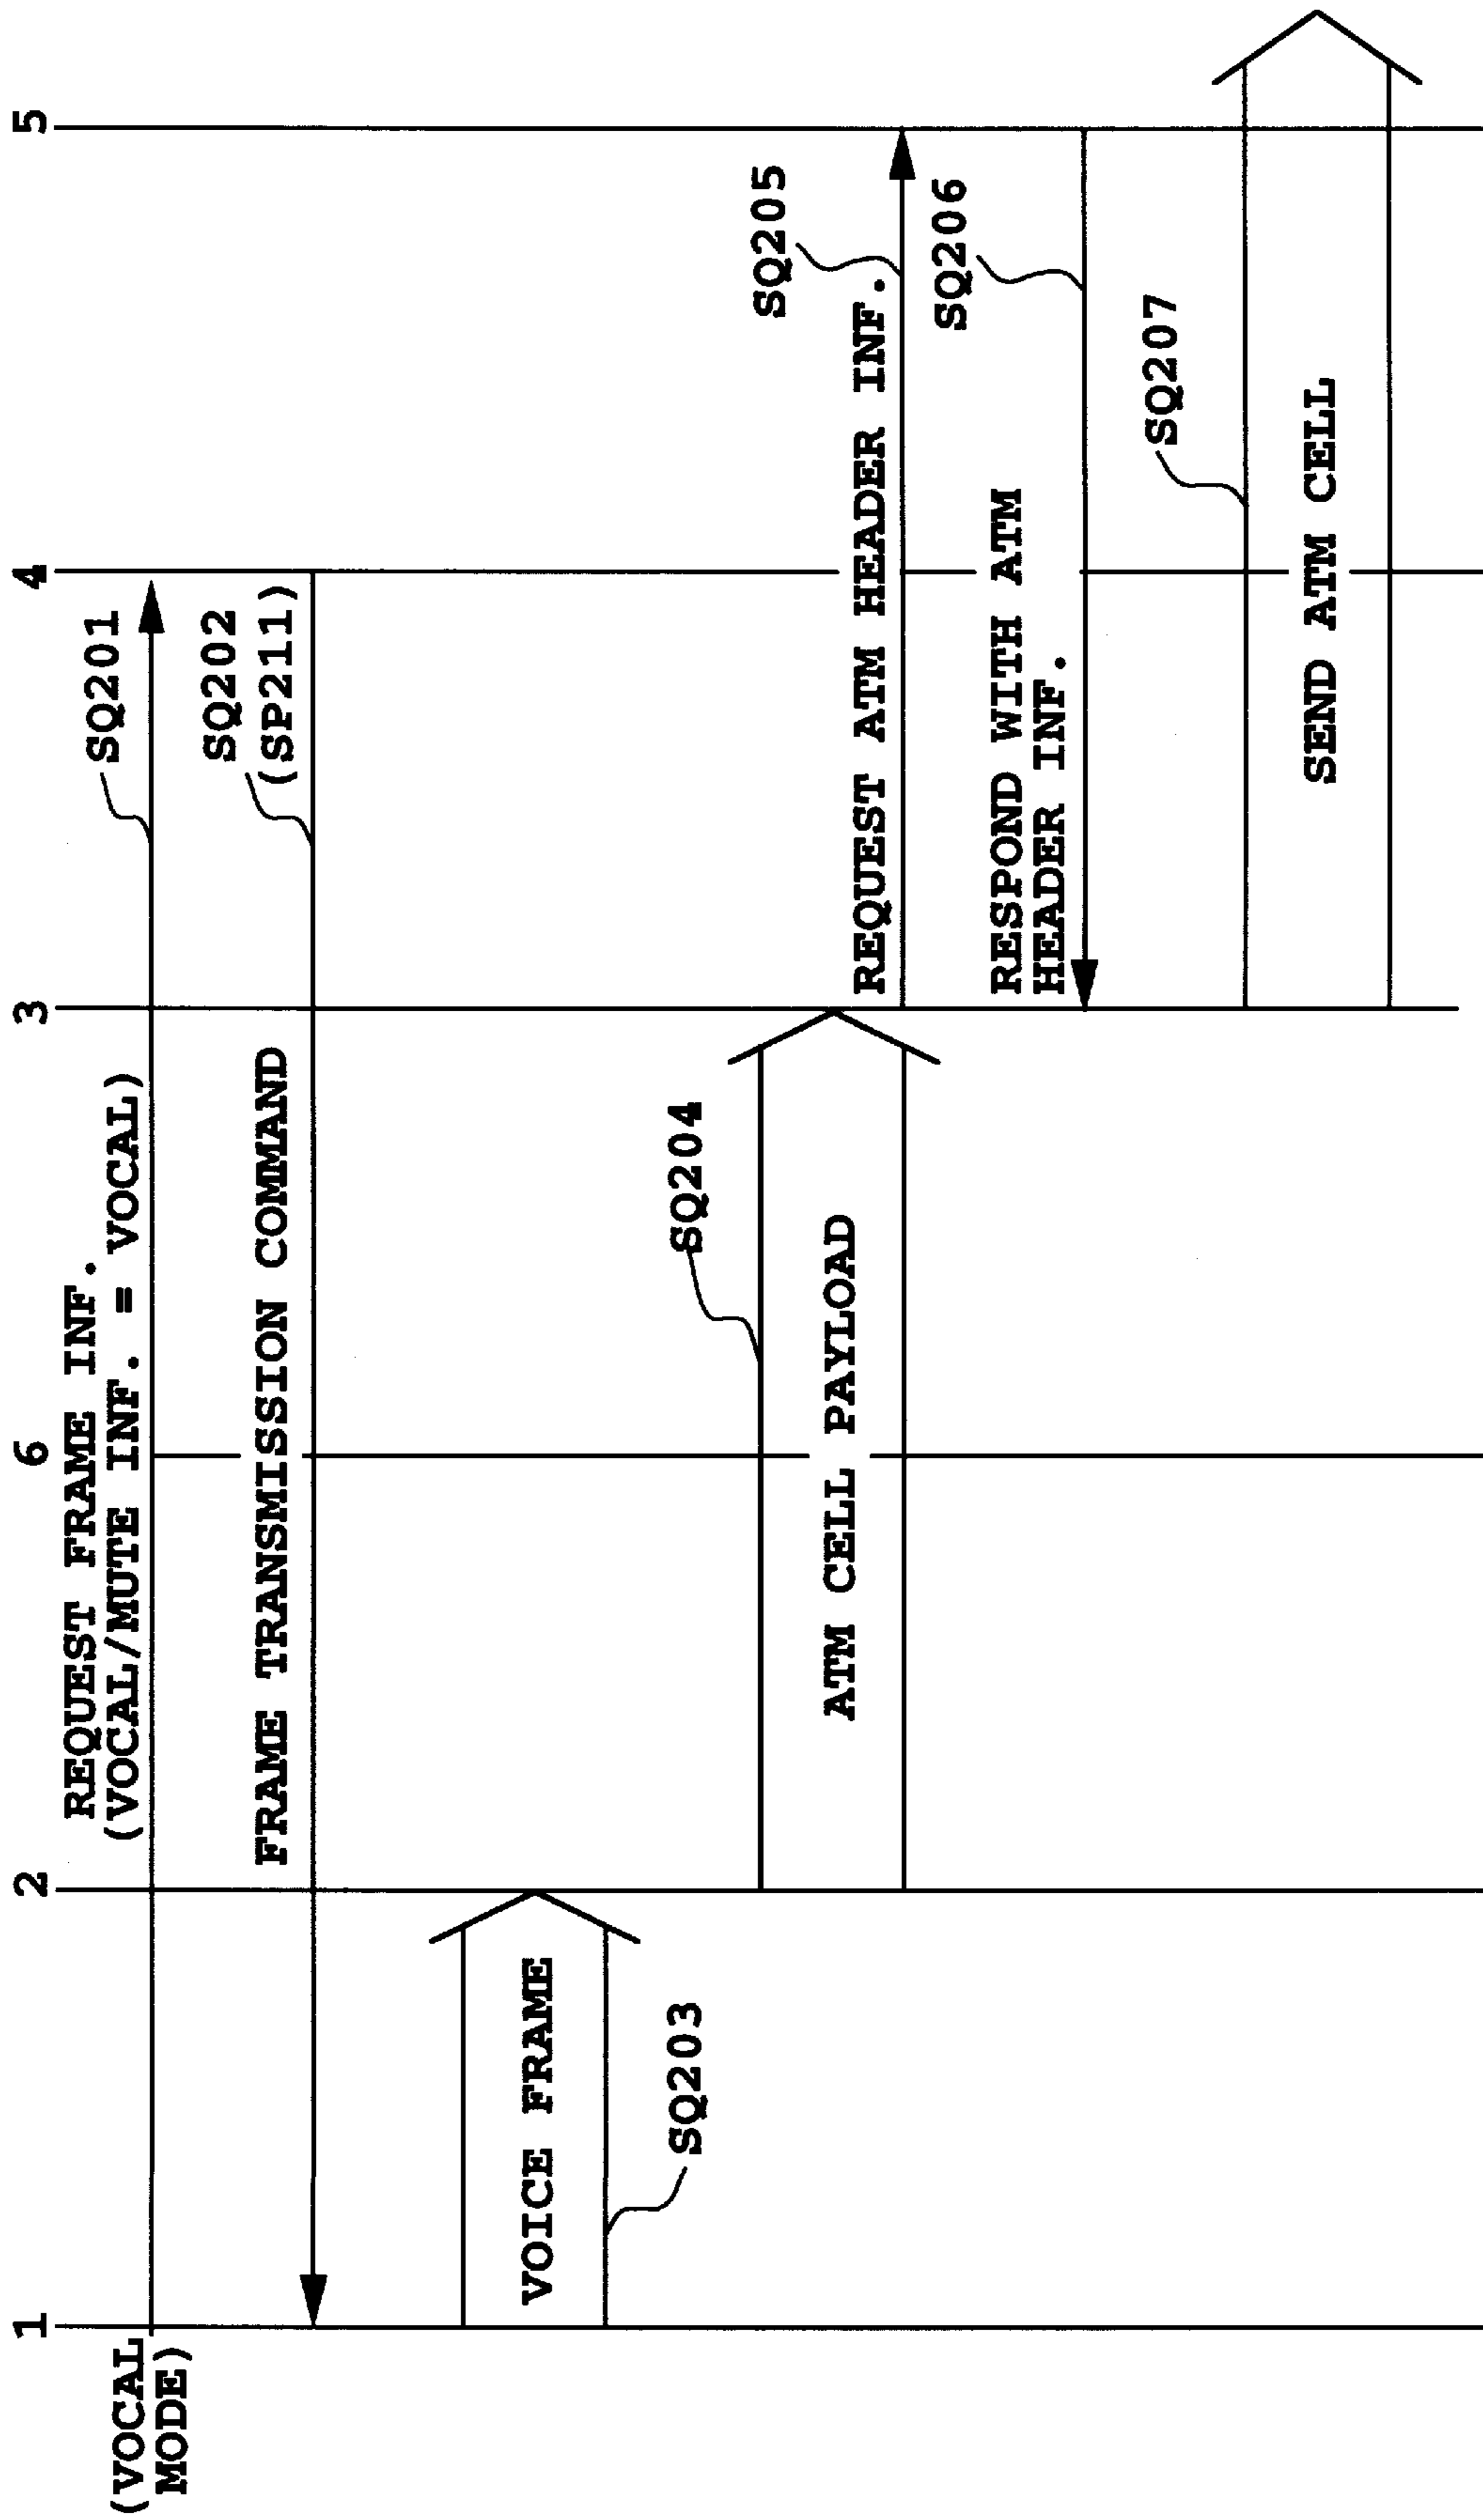 1 2 6 3 4 5
(VOCAL
MODE)
REQUEST FRAME INF.
(VOCAL/MUTE INF. = VOCAL)
SQ201
FRAME TRANSMISSION COMMAND
SQ202
(SP211)
VOICE FRAME
SQ203
SQ204
ATM CELL PAYLOAD
SQ205
REQUEST ATM HEADER INF.
SQ206
RESPOND WITH ATM
HEADER INF.
SQ207
SEND ATM CELL